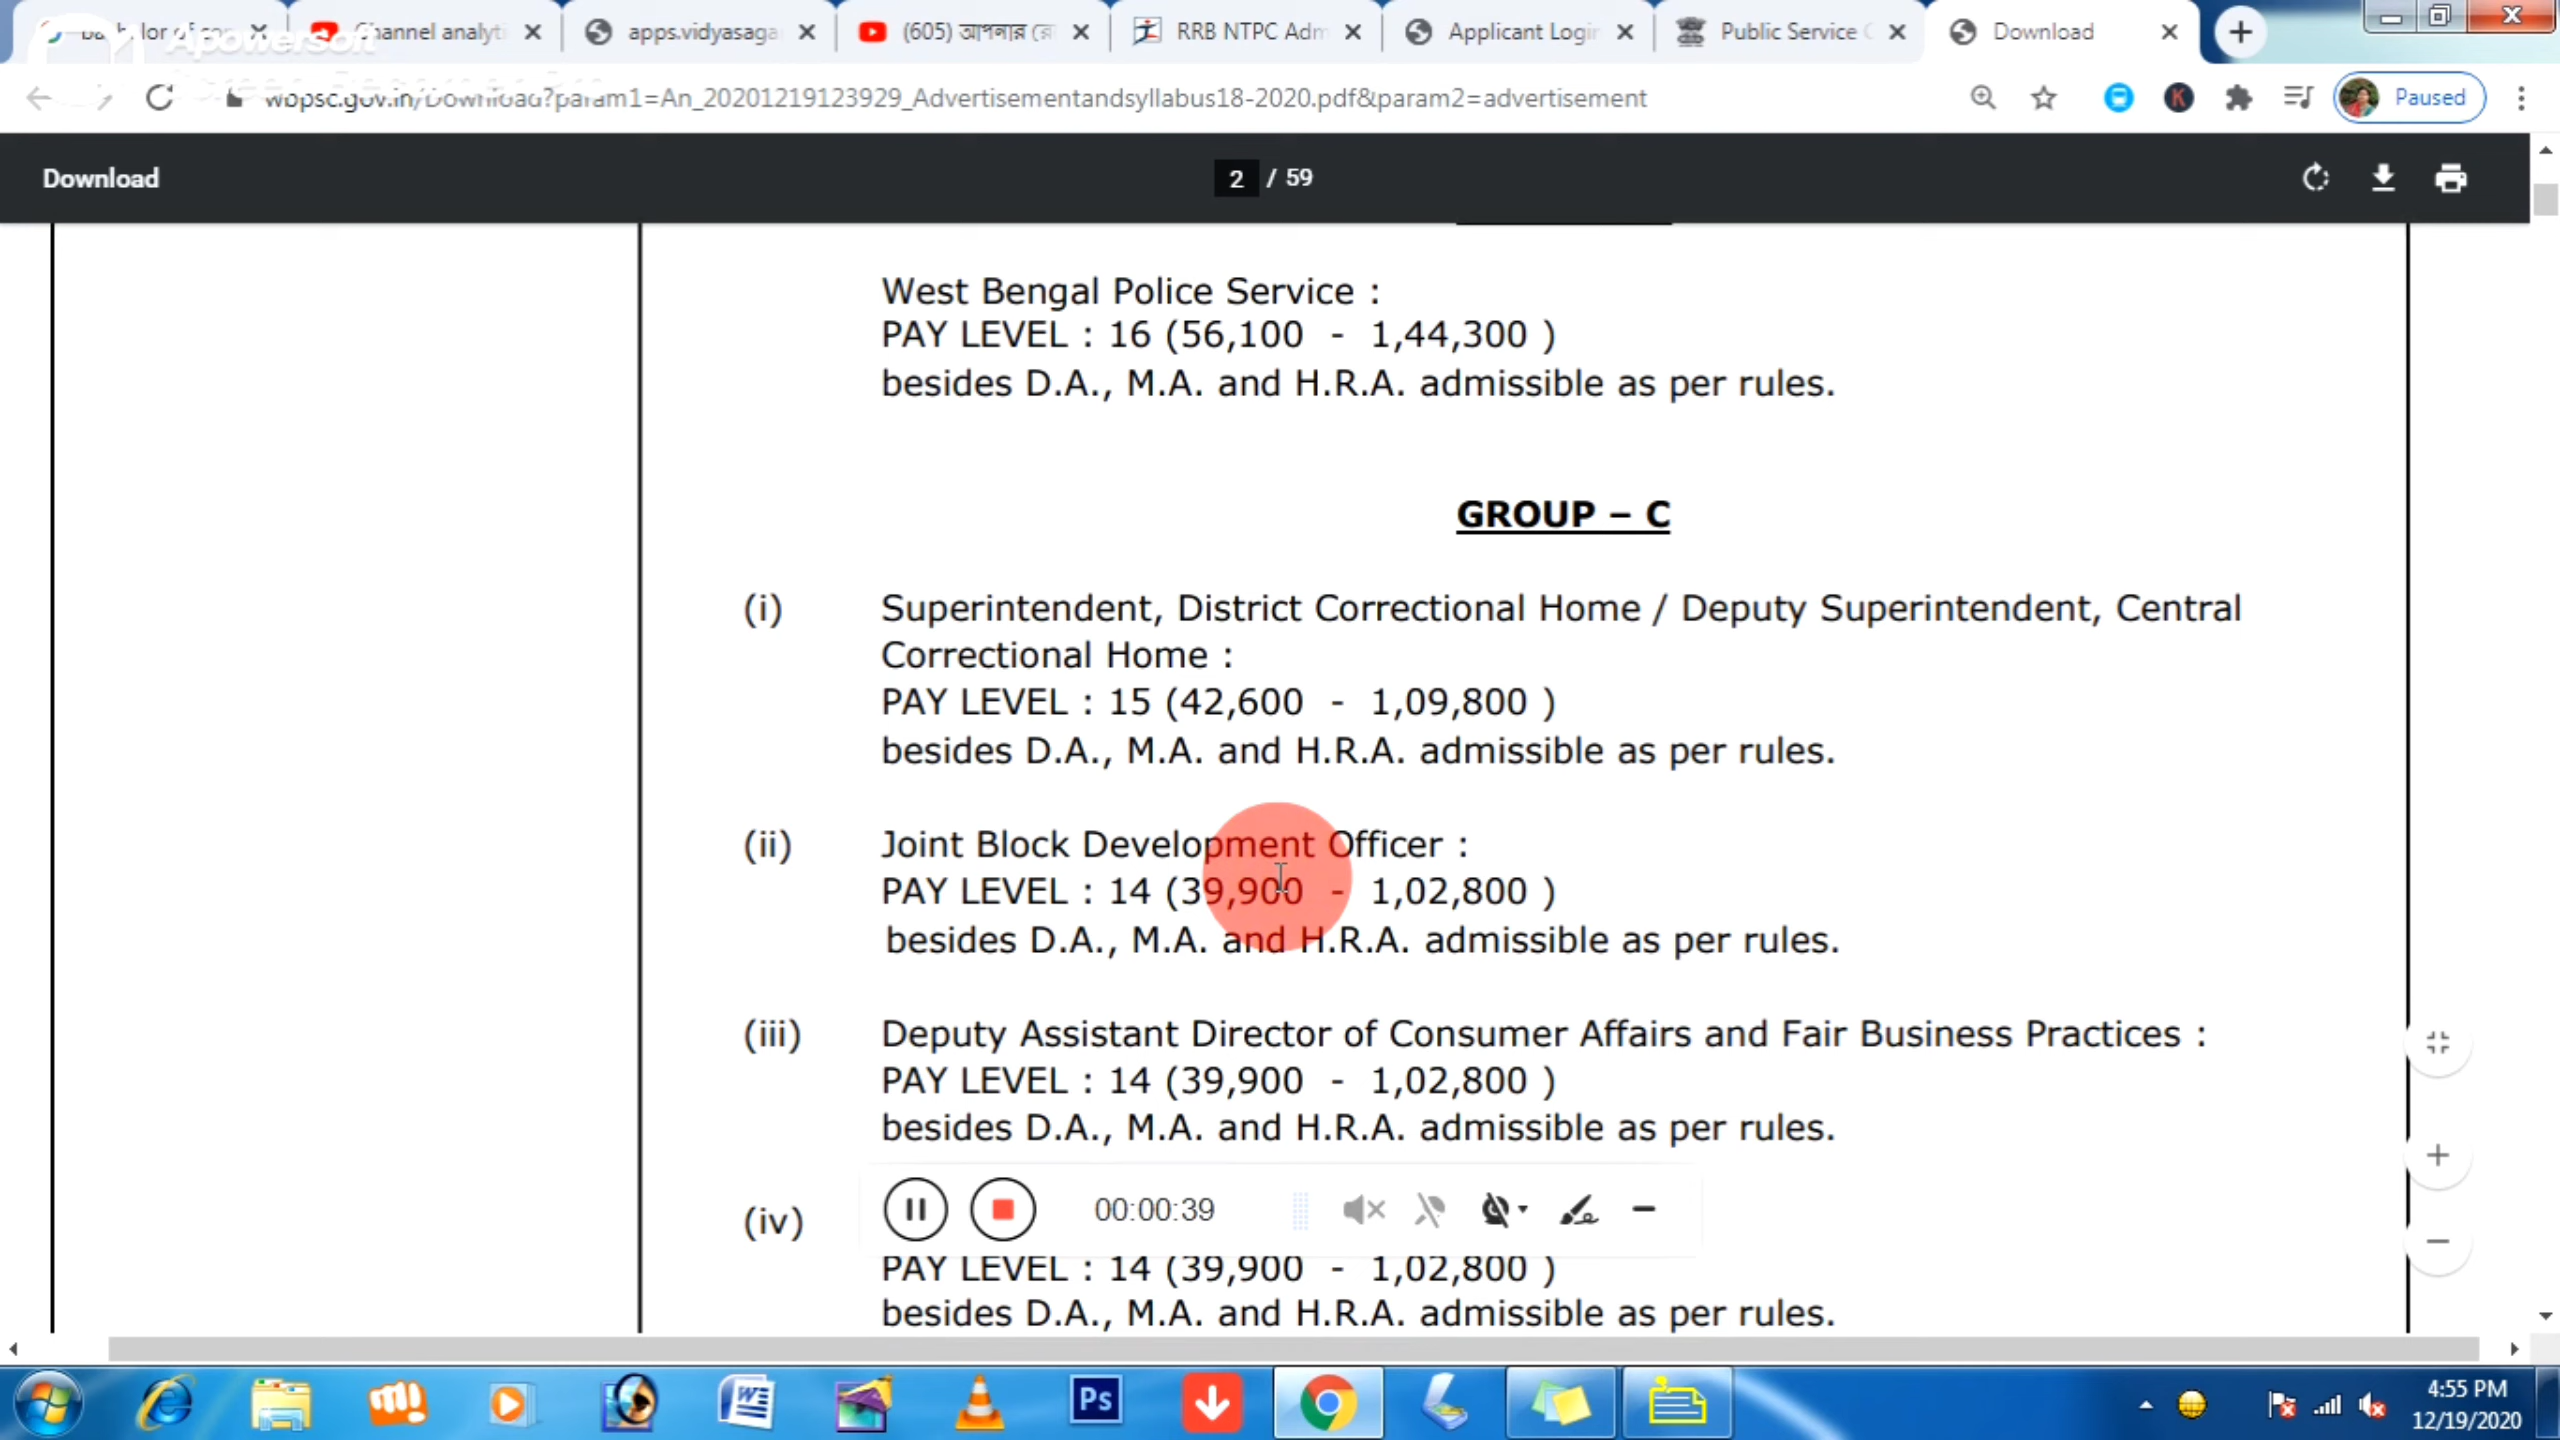 Channel analyti
apps.vidyasaga
(605) আপনার (রে
RRB NTPC Adm
Applicant Login
Public Service C
Download
Apowersoft
wbpsc.gov.in/Download?param1=An_20201219123929_Advertisementandsyllabus18-2020.pdf&param2=advertisement
Paused
Download
2 / 59
West Bengal Police Service :
PAY LEVEL : 16 (56,100 - 1,44,300 )
besides D.A., M.A. and H.R.A. admissible as per rules.
GROUP – C
(i) Superintendent, District Correctional Home / Deputy Superintendent, Central
Correctional Home :
PAY LEVEL : 15 (42,600 - 1,09,800 )
besides D.A., M.A. and H.R.A. admissible as per rules.
(ii) Joint Block Development Officer :
PAY LEVEL : 14 (39,900 - 1,02,800 )
besides D.A., M.A. and H.R.A. admissible as per rules.
(iii) Deputy Assistant Director of Consumer Affairs and Fair Business Practices :
PAY LEVEL : 14 (39,900 - 1,02,800 )
besides D.A., M.A. and H.R.A. admissible as per rules.
00:00:39
(iv)
PAY LEVEL : 14 (39,900 - 1,02,800 )
besides D.A., M.A. and H.R.A. admissible as per rules.
Ps
4:55 PM
12/19/2020